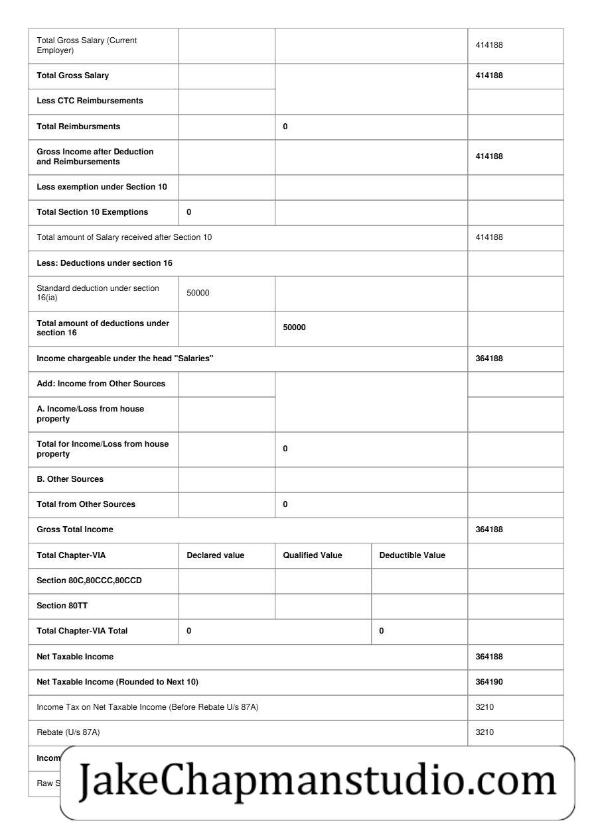 Total Gross Salary (Current
Employer) 414188
Total Gross Salary 414188
Less CTC Reimbursements
Total Reimbursments 0
Gross Income after Deduction
and Reimbursements 414188
Less exemption under Section 10
Total Section 10 Exemptions 0
Total amount of Salary received after Section 10 414188
Less: Deductions under section 16
Standard deduction under section
16(ia) 50000
Total amount of deductions under
section 16 50000
Income chargeable under the head "Salaries" 364188
Add: Income from Other Sources
A. Income/Loss from house
property
Total for Income/Loss from house
property 0
B. Other Sources
Total from Other Sources 0
Gross Total Income 364188
Total Chapter-VIA Declared value Qualified Value Deductible Value
Section 80C,80CCC,80CCD
Section 80TT
Total Chapter-VIA Total 0 0
Net Taxable Income 364188
Net Taxable Income (Rounded to Next 10) 364190
Income Tax on Net Taxable Income (Before Rebate U/s 87A) 3210
Rebate (U/s 87A) 3210
JakeChapmanstudio.com